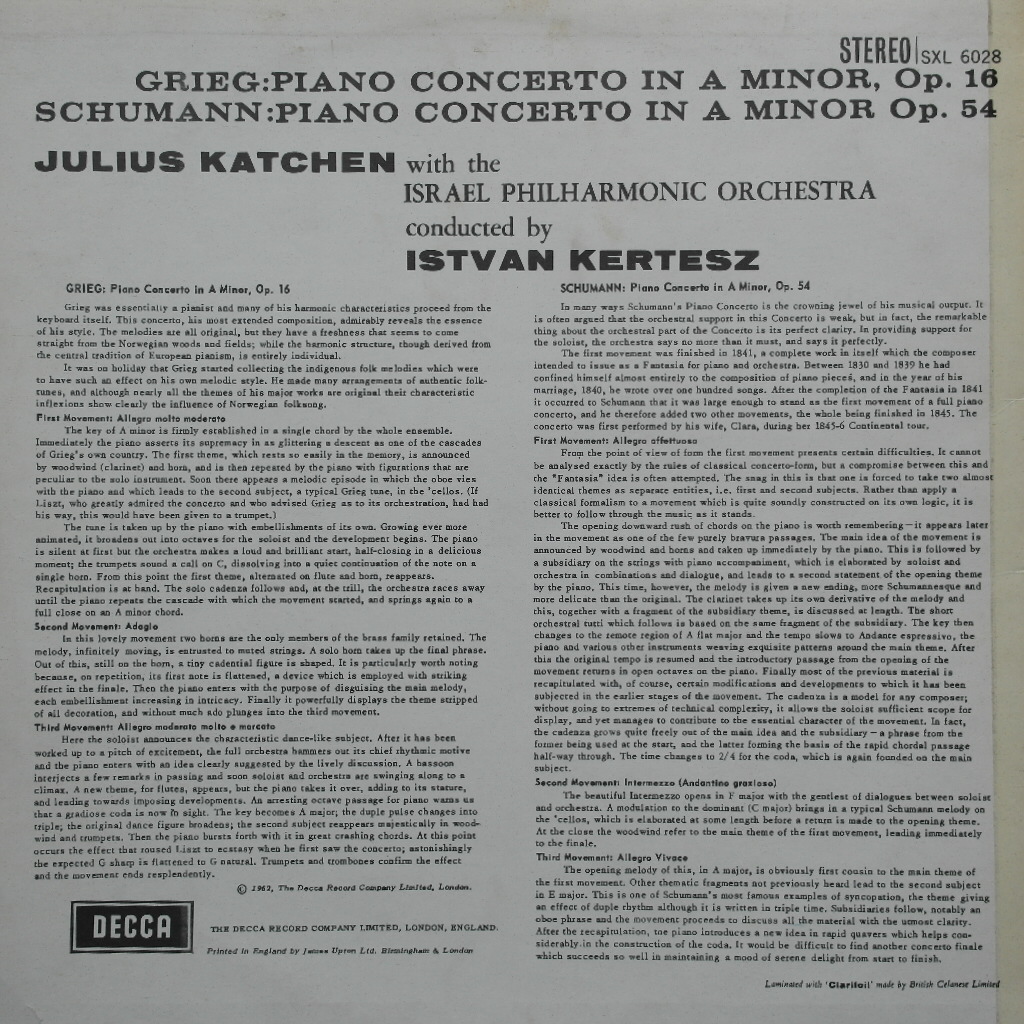 STEREO SXL 6028
GRIEG:PIANO CONCERTO IN A MINOR, Op. 16
SCHUMANN:PIANO CONCERTO IN A MINOR Op. 54
JULIUS KATCHEN with the
ISRAEL PHILHARMONIC ORCHESTRA
conducted by
ISTVAN KERTESZ
GRIEG: Piano Concerto in A Minor, Op. 16
Grieg was essentially a pianist and many of his harmonic characteristics proceed from the
keyboard itself. This concerto, his most extended composition, admirably reveals the essence
of his style. The melodies are all original, but they have a freshness that seems to come
straight from the Norwegian woods and fields; while the harmonic structure, though derived from
the central tradition of European pianism, is entirely individual.
It was on holiday that Grieg started collecting the indigenous folk melodies which were
to have such an effect on his own melodic style. He made many arrangements of authentic folk-
tunes, and although nearly all the themes of his major works are original their characteristic
inflexions show clearly the influence of Norwegian folksong.
First Movement: Allegro molto moderato
The key of A minor is firmly established in a single chord by the whole ensemble.
Immediately the piano asserts its supremacy in as glittering a descent as one of the cascades
of Grieg's own country. The first theme, which rests so easily in the memory, is announced
by woodwind (clarinet) and horn, and is then repeated by the piano with figurations that are
peculiar to the solo instrument. Soon there appears a melodic episode in which the oboe vies
with the piano and which leads to the second subject, a typical Grieg tune, in the 'cellos. (If
Liszt, who greatly admired the concerto and who advised Grieg as to its orchestration, had had
his way, this would have been given to a trumpet.)
The tune is taken up by the piano with embellishments of its own. Growing ever more
animated, it broadens out into octaves for the soloist and the development begins. The piano
is silent at first but the orchestra makes a loud and brilliant start, half-closing in a delicious
moment; the trumpets sound a call on C, dissolving into a quiet continuation of the note on a
single horn. From this point the first theme, alternated on flute and horn, reappears.
Recapitulation is at hand. The solo cadenza follows and, at the trill, the orchestra races away
until the piano repeats the cascade with which the movement started, and springs again to a
full close on an A minor chord.
Second Movement: Adagio
In this lovely movement two horns are the only members of the brass family retained. The
melody, infinitely moving, is entrusted to muted strings. A solo horn takes up the final phrase.
Out of this, still on the horn, a tiny cadential figure is shaped. It is particularly worth noting
because, on repetition, its first note is flattened, a device which is employed with striking
effect in the finale. Then the piano enters with the purpose of disguising the main melody,
each embellishment increasing in intricacy. Finally it powerfully displays the theme stripped
of all decoration, and without much ado plunges into the third movement.
Third Movement: Allegro moderato molto e marcato
Here the soloist announces the characteristic dance-like subject. After it has been
worked up to a pitch of excitement, the full orchestra hammers out its chief rhythmic motive
and the piano enters with an idea clearly suggested by the lively discussion. A bassoon
interjects a few remarks in passing and soon soloist and orchestra are swinging along to a
climax. A new theme, for flutes, appears, but the piano takes it over, adding to its stature,
and leading towards imposing developments. An arresting octave passage for piano warns us
that a gradiose coda is now in sight. The key becomes A major; the duple pulse changes into
triple; the original dance figure broadens; the second subject reappears majestically in wood-
wind and trumpets. Then the piano bursts forth with it in great crashing chords. At this point
occurs the effect that roused Liszt to ecstasy when he first saw the concerto; astonishingly
the expected G sharp is flattened to G natural. Trumpets and trombones confirm the effect
and the movement ends resplendently.
© 1962, The Decca Record Company Limited, London.
DECCA
THE DECCA RECORD COMPANY LIMITED, LONDON, ENGLAND.
Printed in England by James Upton Ltd. Birmingham & London
SCHUMANN: Piano Concerto in A Minor, Op. 54
In many ways Schumann's Piano Concerto is the crowning jewel of his musical output. It
is often argued that the orchestral support in this Concerto is weak, but in fact, the remarkable
thing about the orchestral part of the Concerto is its perfect clarity. In providing support for
the soloist, the orchestra says no more than it must, and says it perfectly.
The first movement was finished in 1841, a complete work in itself which the composer
intended to issue as a Fantasia for piano and orchestra. Between 1830 and 1839 he had
confined himself almost entirely to the composition of piano pieces, and in the year of his
marriage, 1840, he wrote over one hundred songs. After the completion of the Fantasia in 1841
it occurred to Schumann that it was large enough to stand as the first movement of a full piano
concerto, and he therefore added two other movements, the whole being finished in 1845. The
concerto was first performed by his wife, Clara, during her 1845-6 Continental tour.
First Movement: Allegro affettuoso
From the point of view of form the first movement presents certain difficulties. It cannot
be analysed exactly by the rules of classical concerto-form, but a compromise between this and
the "Fantasia" idea is often attempted. The snag in this is that one is forced to take two almost
identical themes as separate entities, i.e. first and second subjects. Rather than apply a
classical formalism to a movement which is quite soundly constructed on its own logic, it is
better to follow through the music as it stands.
The opening downward rush of chords on the piano is worth remembering — it appears later
in the movement as one of the few purely bravura passages. The main idea of the movement is
announced by woodwind and horns and taken up immediately by the piano. This is followed by
a subsidiary on the strings with piano accompaniment, which is elaborated by soloist and
orchestra in combinations and dialogue, and leads to a second statement of the opening theme
by the piano. This time, however, the melody is given a new ending, more Schumannesque and
more delicate than the original. The clarinet takes up its own derivative of the melody and
this, together with a fragment of the subsidiary theme, is discussed at length. The short
orchestral tutti which follows is based on the same fragment of the subsidiary. The key then
changes to the remote region of A flat major and the tempo slows to Andante espressivo, the
piano and various other instruments weaving exquisite patterns around the main theme. After
this the original tempo is resumed and the introductory passage from the opening of the
movement returns in open octaves on the piano. Finally most of the previous material is
recapitulated with, of course, certain modifications and developments to which it has been
subjected in the earlier stages of the movement. The cadenza is a model for any composer;
without going to extremes of technical complexity, it allows the soloist sufficient scope for
display, and yet manages to contribute to the essential character of the movement. In fact,
the cadenza grows quite freely out of the main idea and the subsidiary — a phrase from the
former being used at the start, and the latter forming the basis of the rapid chordal passage
half-way through. The time changes to 2/4 for the coda, which is again founded on the main
subject.
Second Movement: Intermezzo (Andantino grazioso)
The beautiful Intermezzo opens in F major with the gentlest of dialogues between soloist
and orchestra. A modulation to the dominant (C major) brings in a typical Schumann melody on
the 'cellos, which is elaborated at some length before a return is made to the opening theme.
At the close the woodwind refer to the main theme of the first movement, leading immediately
to the finale.
Third Movement: Allegro Vivace
The opening melody of this, in A major, is obviously first cousin to the main theme of
the first movement. Other thematic fragments not previously heard lead to the second subject
in E major. This is one of Schumann's most famous examples of syncopation, the theme giving
an effect of duple rhythm although it is written in triple time. Subsidiaries follow, notably an
oboe phrase and the movement proceeds to discuss all the material with the utmost clarity.
After the recapitulation, the piano introduces a new idea in rapid quavers which helps con-
siderably in the construction of the coda. It would be difficult to find another concerto finale
which succeeds so well in maintaining a mood of serene delight from start to finish.
Laminated with 'Clarifoil' made by British Celanese Limited